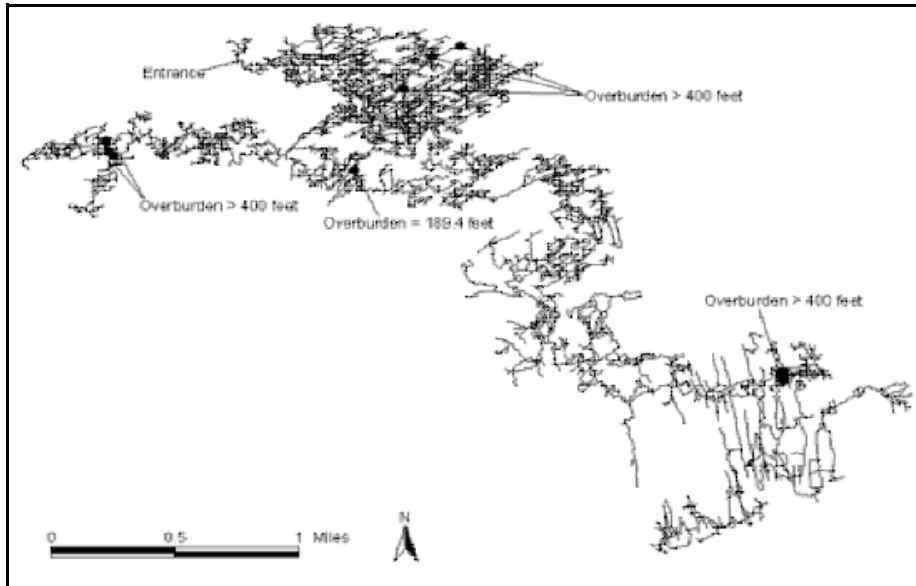 Entrance
Overburden > 400 feet
Overburden > 400 feet
Overburden = 189.4 feet
Overburden > 400 feet
N
0 0.5 1 Miles